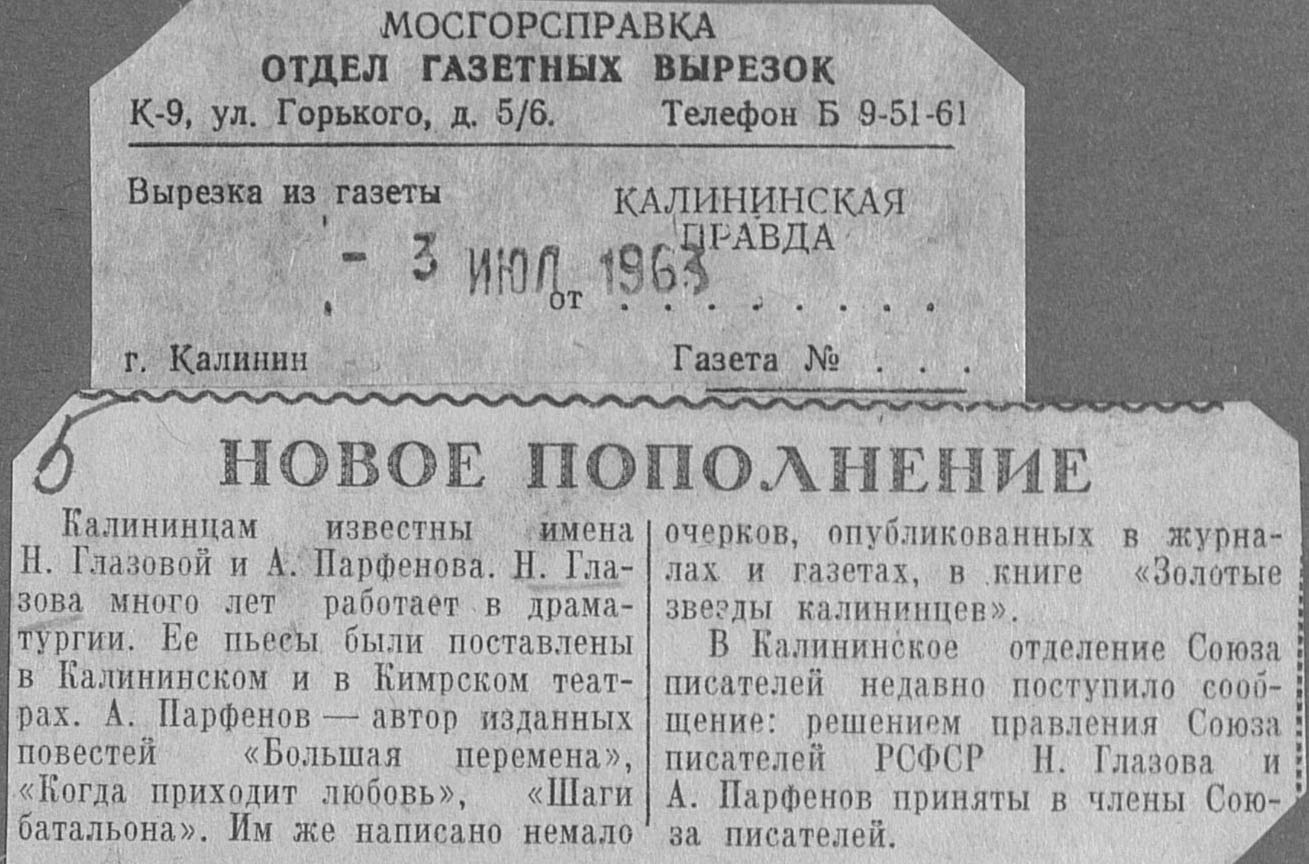 МОСГОРСПРАВКА
ОТДЕЛ ГАЗЕТНЫХ ВЫРЕЗОК
К-9, ул. Горького, д. 5/6. Телефон Б 9-51-61
Вырезка из газеты
КАЛИНИНСКАЯ
ПРАВДА
- 3 ИЮЛ 1963
от . . . . . . . .
г. Калинин Газета № . . .
НОВОЕ ПОПОЛНЕНИЕ
Калининцам известны имена
Н. Глазовой и А. Парфенова. Н. Гла-
зова много лет работает в драма-
тургии. Ее пьесы были поставлены
в Калининском и в Кимрском теат-
рах. А. Парфенов — автор изданных
повестей «Большая перемена»,
«Когда приходит любовь», «Шаги
батальона». Им же написано немало
очерков, опубликованных в журна-
лах и газетах, в книге «Золотые
звезды калининцев».
В Калининское отделение Союза
писателей недавно поступило сооб-
щение: решением правления Союза
писателей РСФСР Н. Глазова и
А. Парфенов приняты в члены Сою-
за писателей.